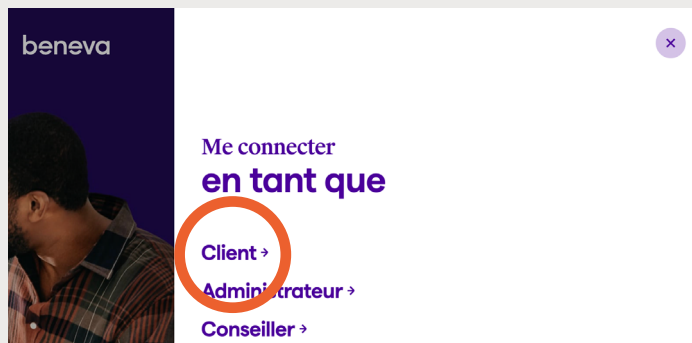 beneva
Me connecter
en tant que
Client →
Administrateur →
Conseiller →